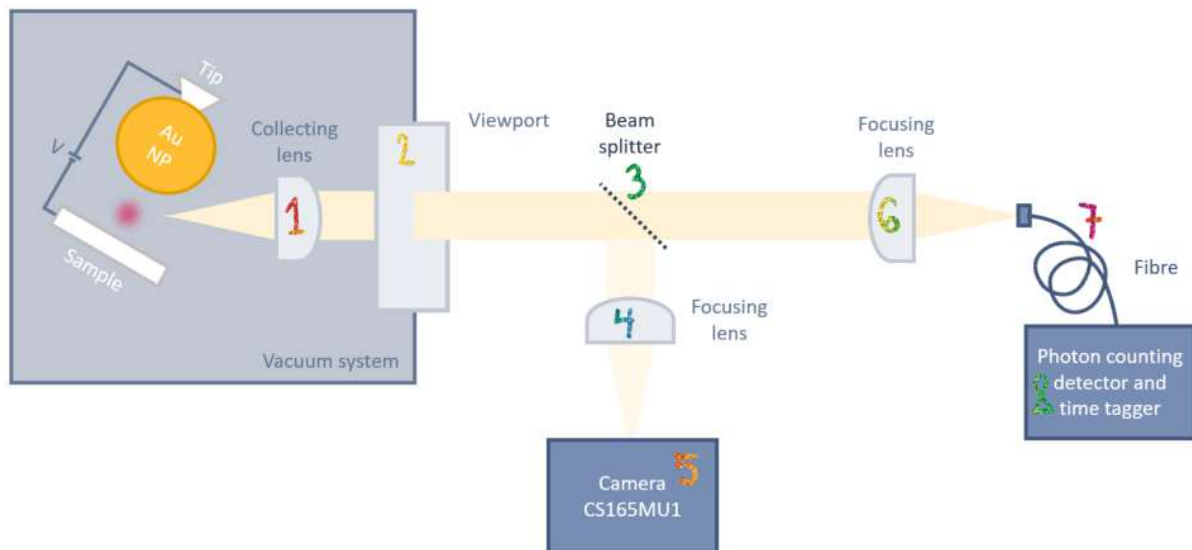 Tip
Au
NP
V
Sample
Collecting
lens
1
2
Viewport
Vacuum system
Beam
splitter
3
4
Focusing
lens
Camera
CS165MU1
5
Focusing
lens
6
7
Fibre
Photon counting
8 detector and
time tagger